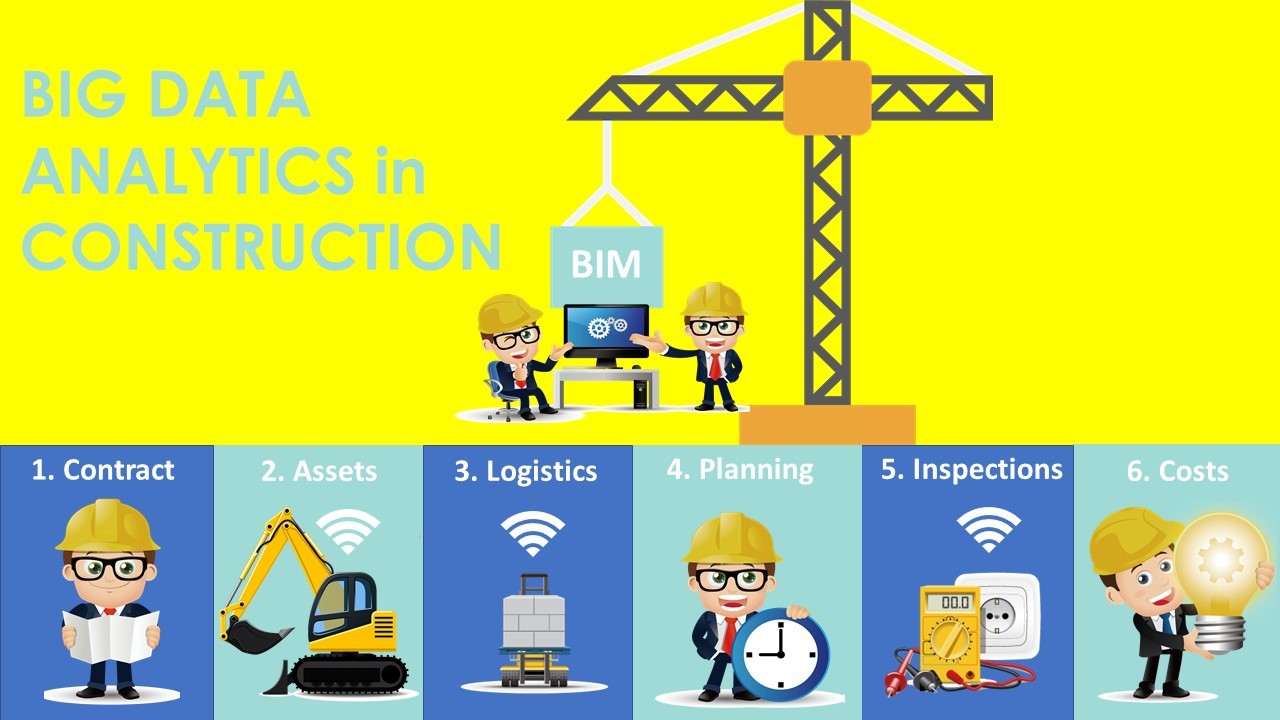 BIG DATA
ANALYTICS in
CONSTRUCTION
BIM
1. Contract
2. Assets
3. Logistics
4. Planning
5. Inspections
6. Costs
00.0